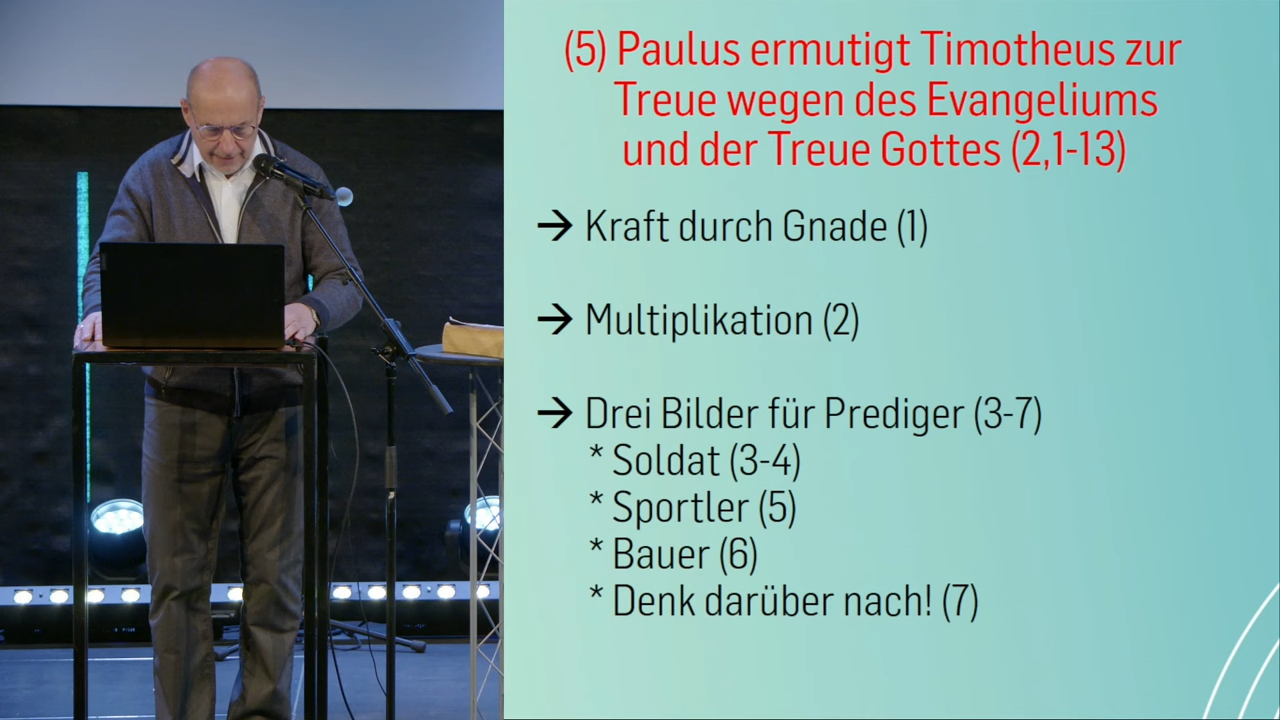 (5) Paulus ermutigt Timotheus zur
Treue wegen des Evangeliums
und der Treue Gottes (2,1-13)
→ Kraft durch Gnade (1)
→ Multiplikation (2)
→ Drei Bilder für Prediger (3-7)
* Soldat (3-4)
* Sportler (5)
* Bauer (6)
* Denk darüber nach! (7)